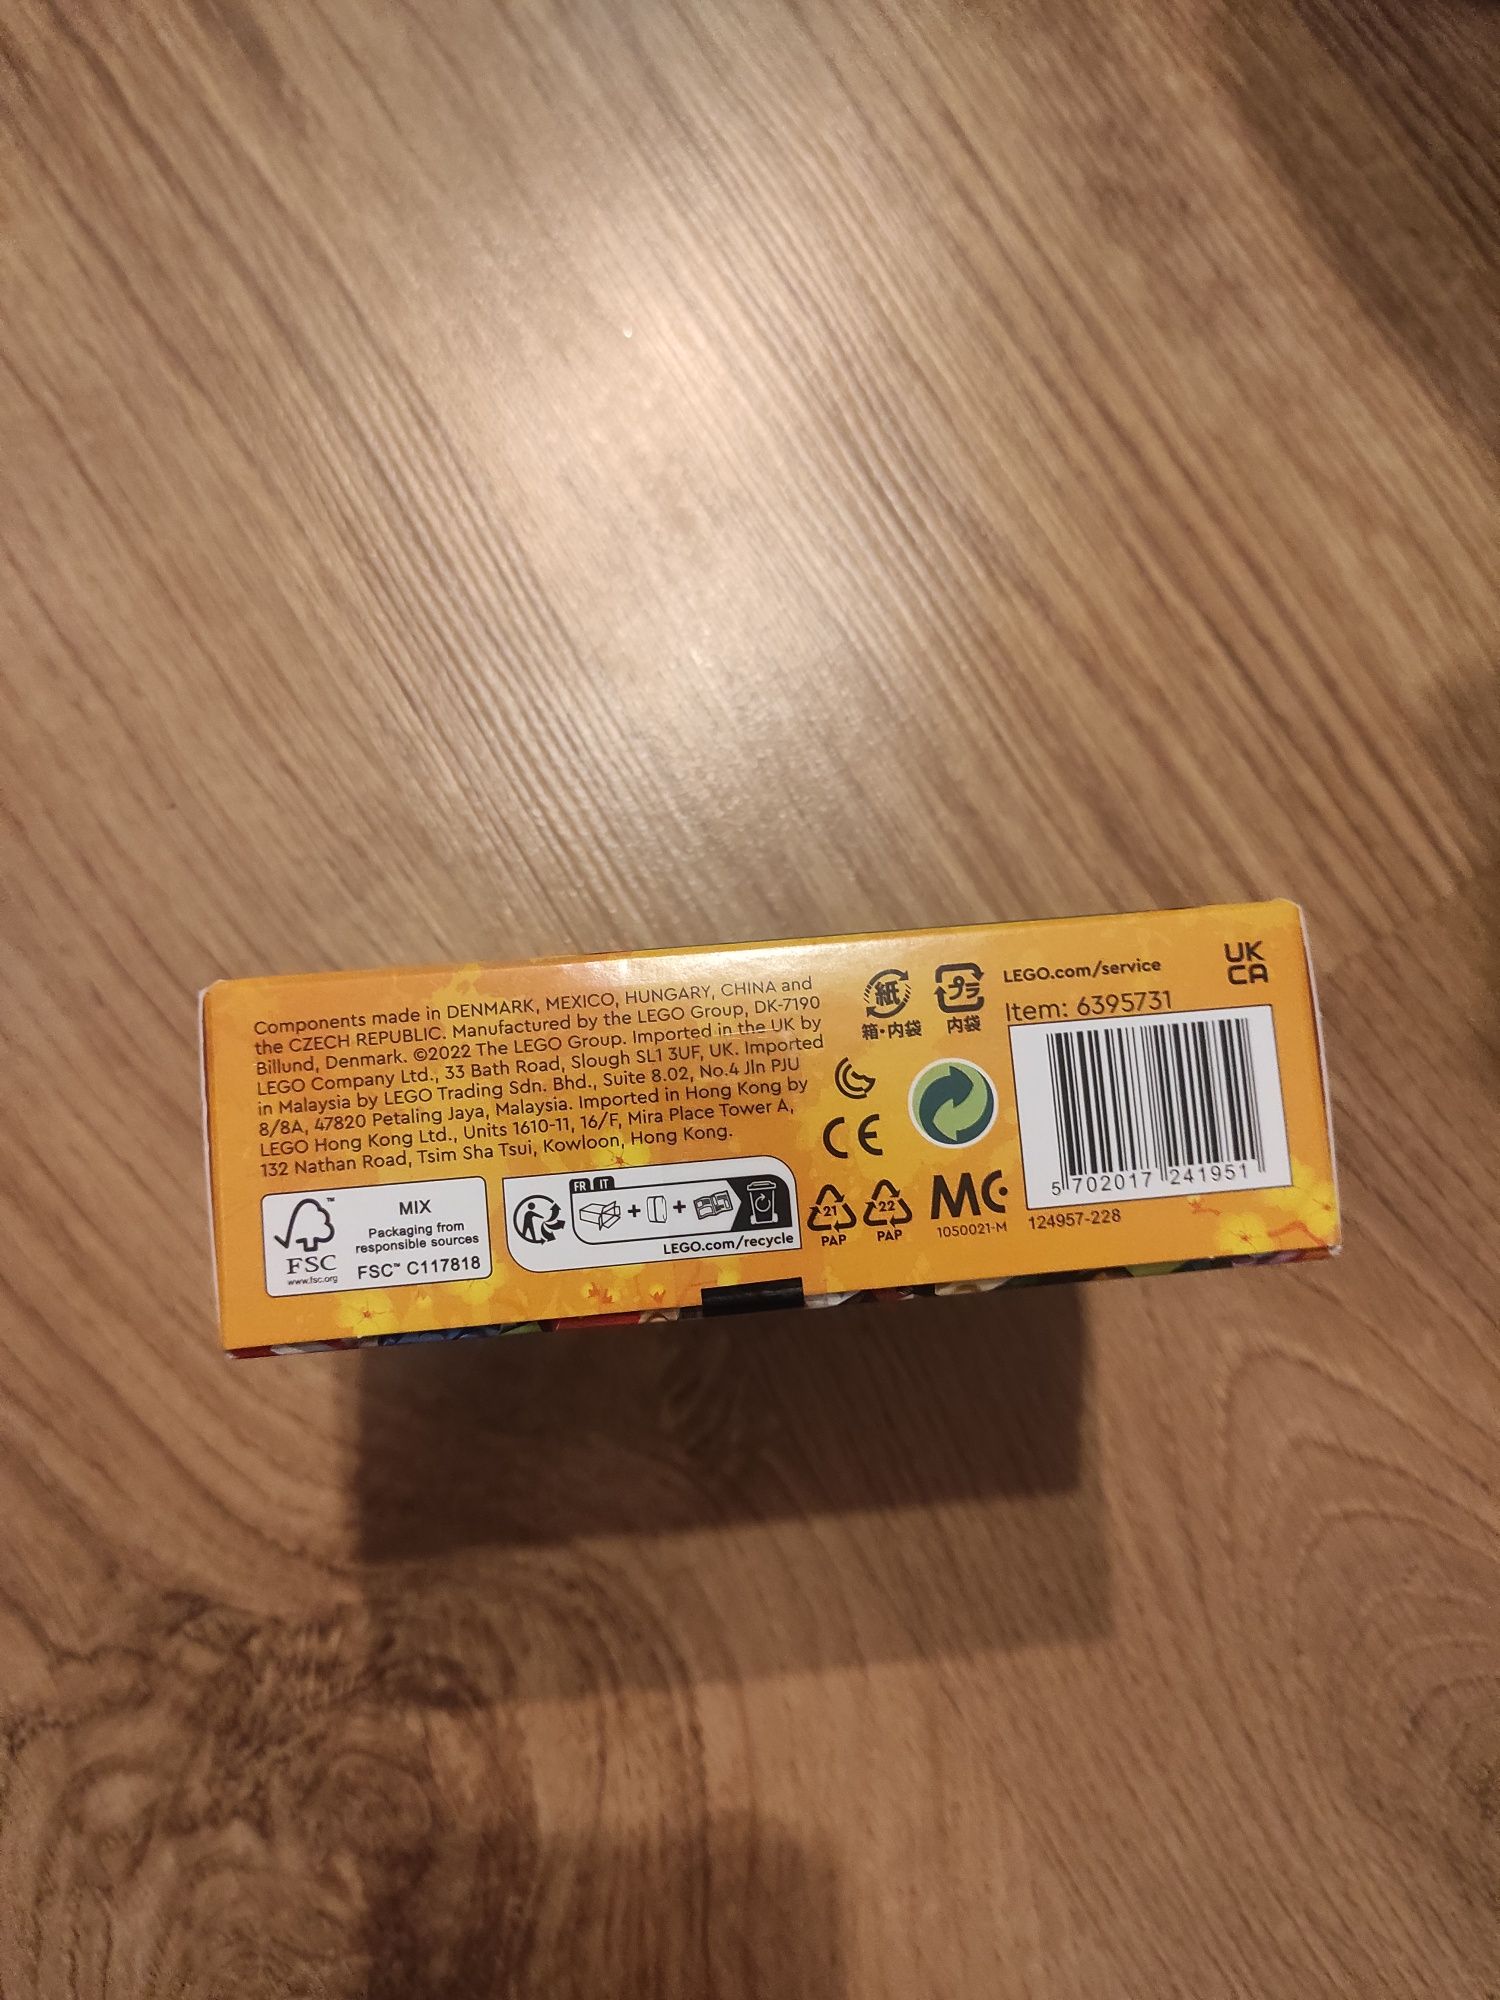 Components made in DENMARK, MEXICO, HUNGARY, CHINA and
the CZECH REPUBLIC. Manufactured by the LEGO Group, DK-7190
Billund, Denmark. ©2022 The LEGO Group. Imported in the UK by
LEGO Company Ltd., 33 Bath Road, Slough SL1 3UF, UK. Imported
in Malaysia by LEGO Trading Sdn. Bhd., Suite 8.02, No.4 Jln PJU
8/8A, 47820 Petaling Jaya, Malaysia. Imported in Hong Kong by
LEGO Hong Kong Ltd., Units 1610-11, 16/F, Mira Place Tower A,
132 Nathan Road, Tsim Sha Tsui, Kowloon, Hong Kong.
FSC™
www.fsc.org
MIX
Packaging from
responsible sources
FSC™ C117818
FR IT
LEGO.com/recycle
紙
箱・内袋
プラ
内袋
CE
21
PAP
22
PAP
MC
1050021-M
LEGO.com/service
UK
CA
Item: 6395731
5 702017 241951
124957-228